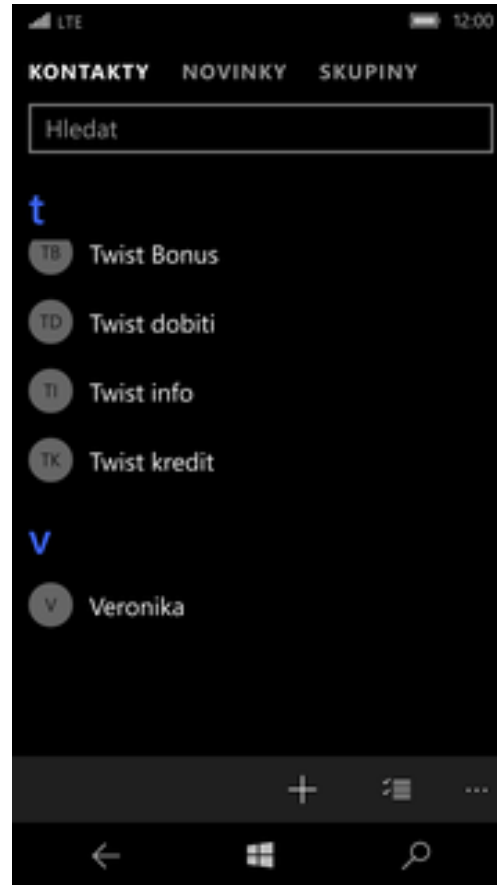 LTE 12:00
KONTAKTY NOVINKY SKUPINY
Hledat
t
TB Twist Bonus
TD Twist dobiti
TI Twist info
TK Twist kredit
v
V Veronika